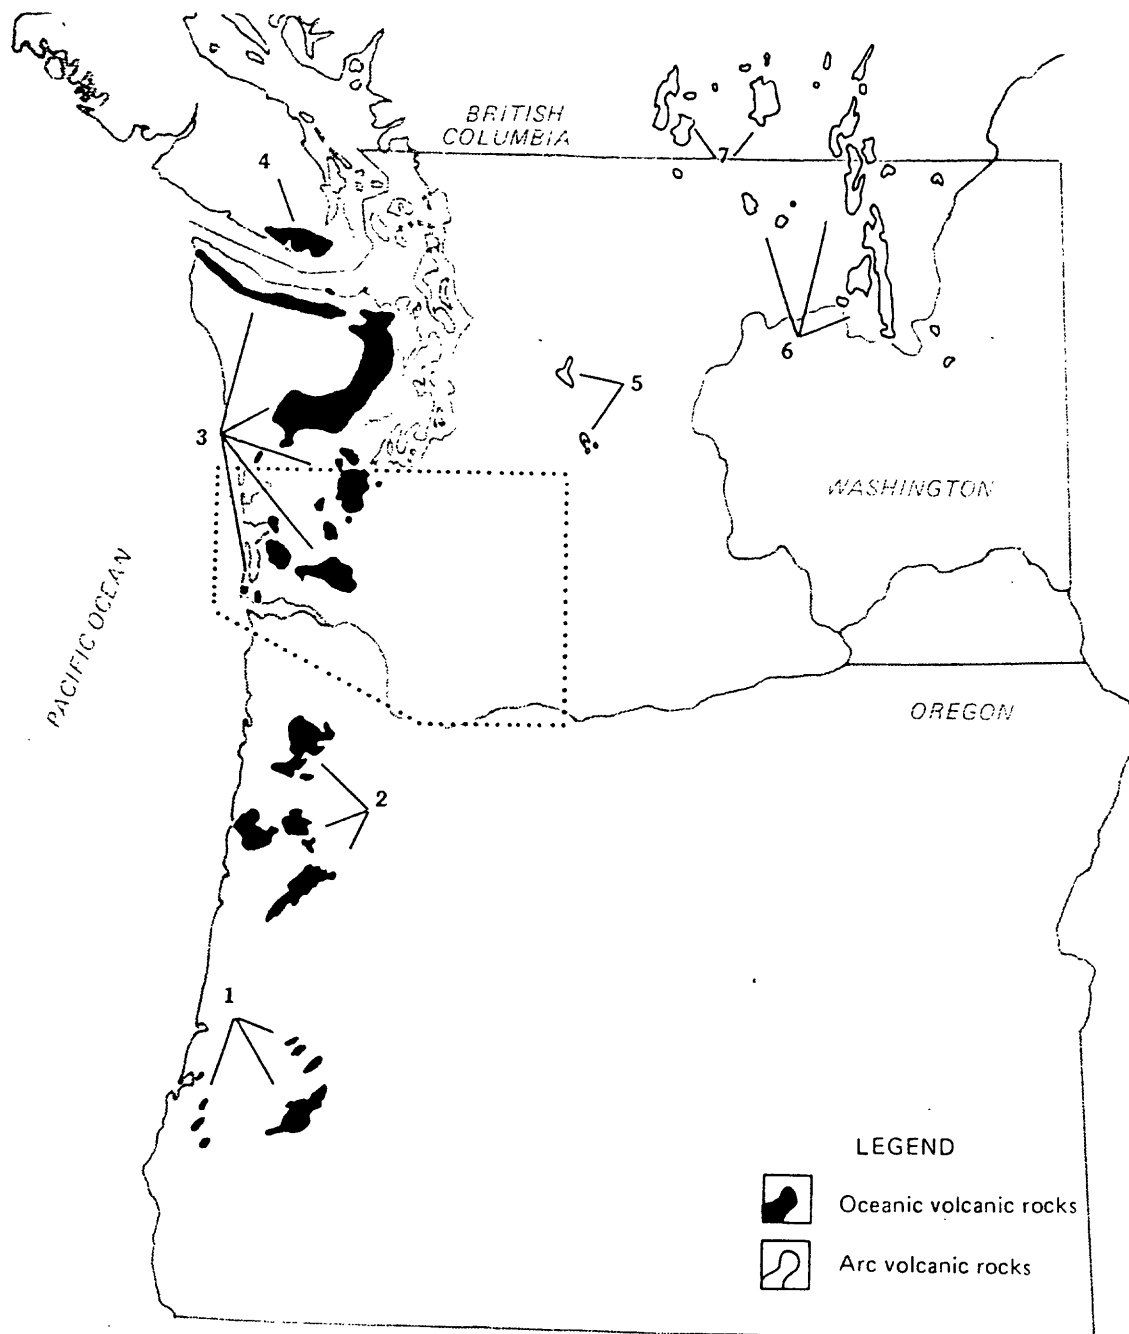 BRITISH
COLUMBIA
7
4
6
5
3
WASHINGTON
PACIFIC OCEAN
OREGON
2
1
LEGEND
Oceanic volcanic rocks
Arc volcanic rocks